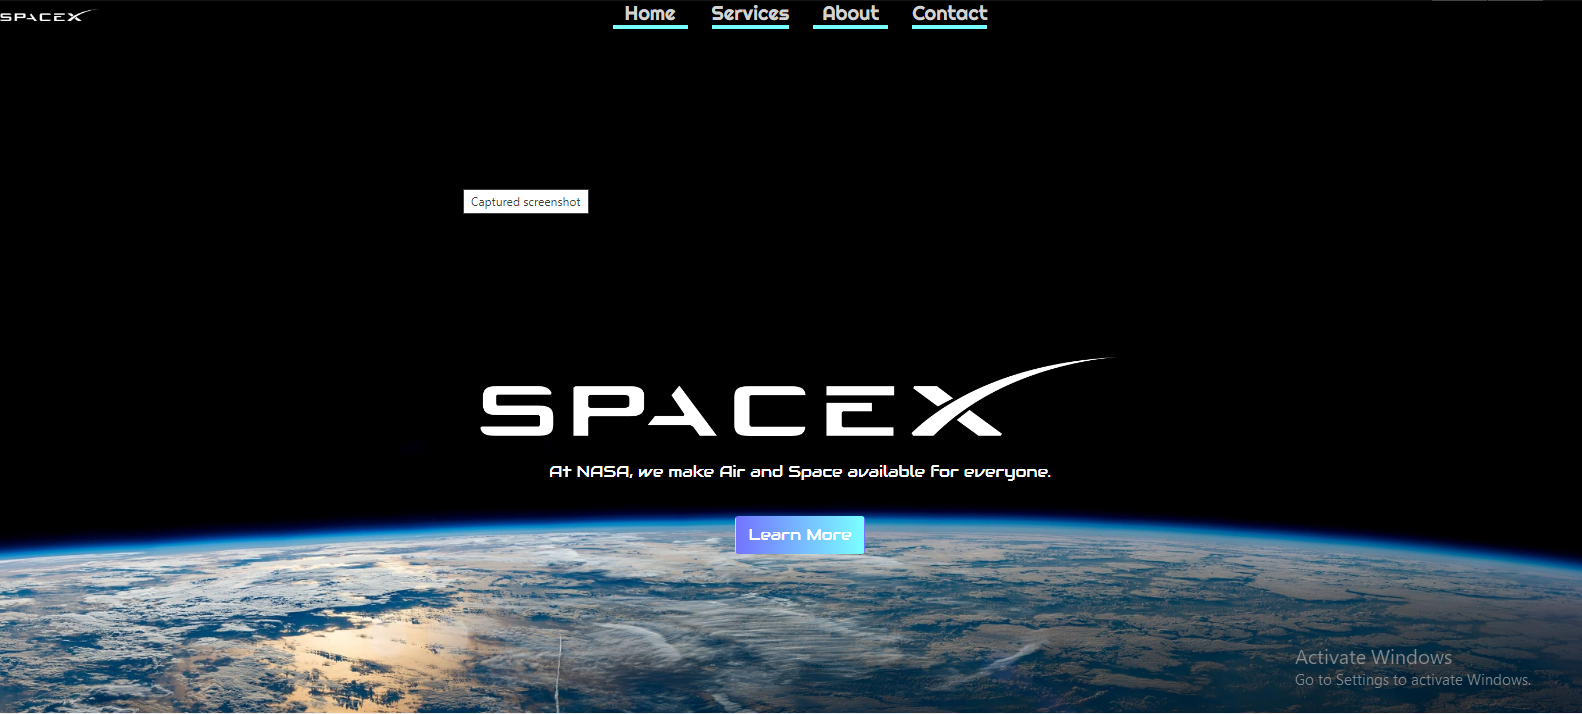 SPACEX
Home Services About Contact
Captured screenshot
SPACEX
At NASA, we make Air and Space available for everyone.
Learn More
Activate Windows
Go to Settings to activate Windows.